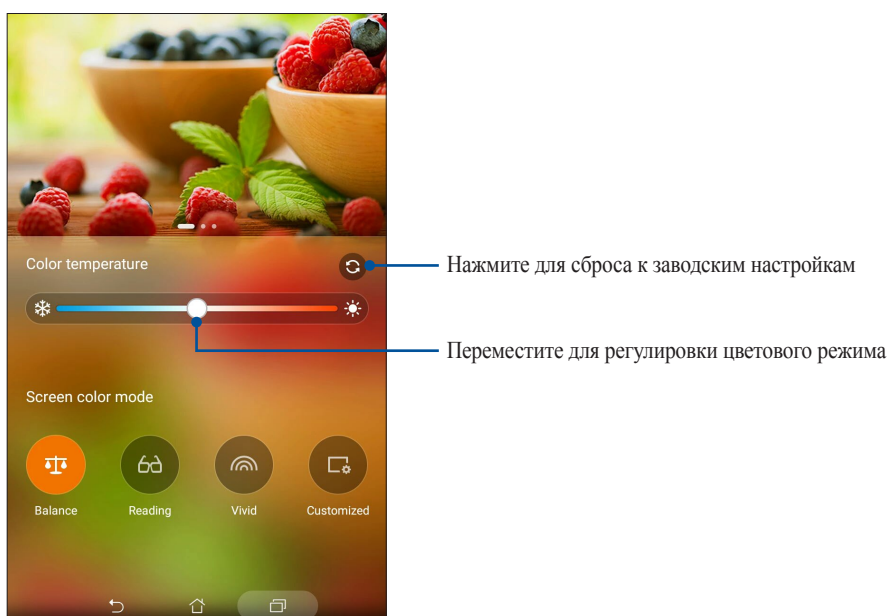 Color temperature
Нажмите для сброса к заводским настройкам
Переместите для регулировки цветового режима
Screen color mode
Balance
Reading
Vivid
Customized